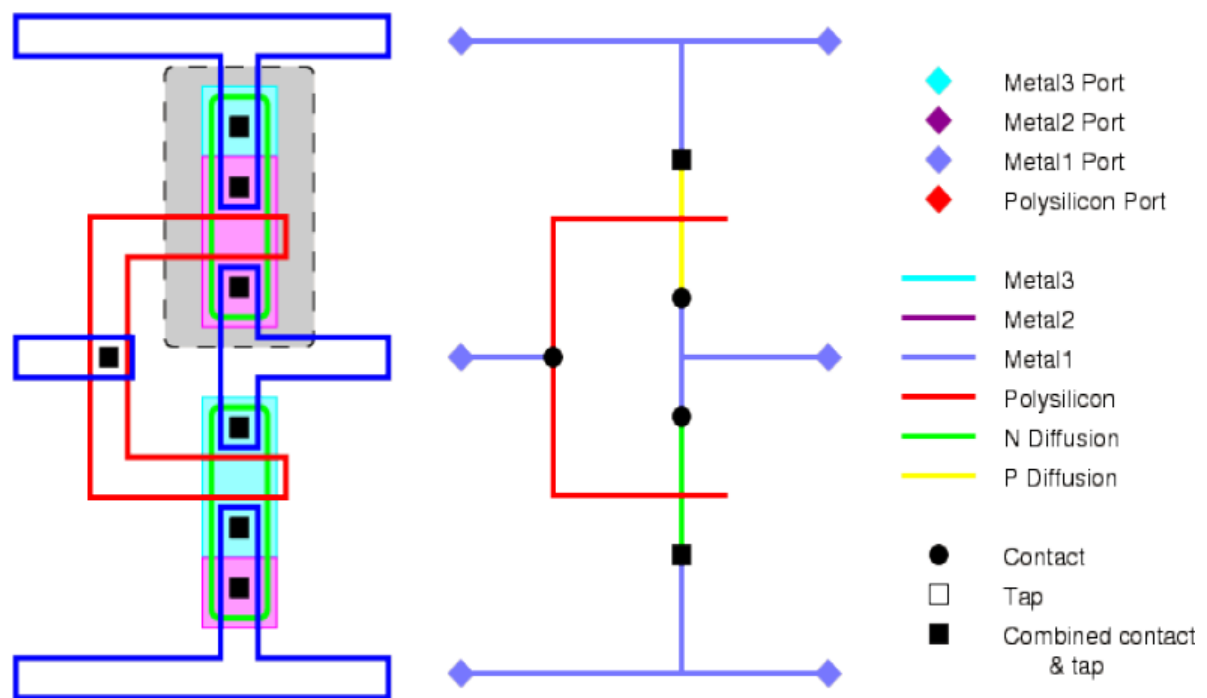 Metal3 Port
Metal2 Port
Metal1 Port
Polysilicon Port
Metal3
Metal2
Metal1
Polysilicon
N Diffusion
P Diffusion
Contact
Tap
Combined contact
& tap